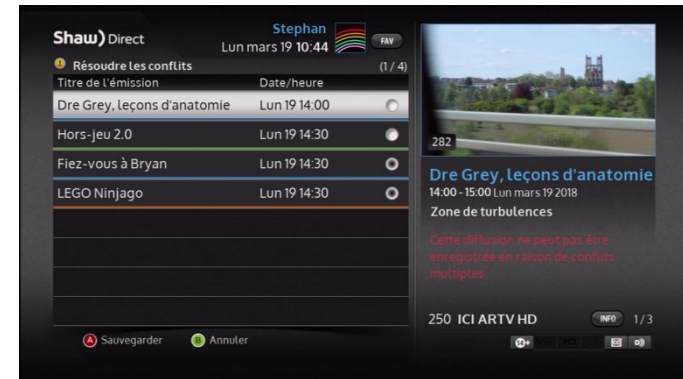 Shaw) Direct
Stephan
Lun mars 19 10:44
FAV
Résoudre les conflits
(1 / 4)
Titre de l'émission Date/heure
Dre Grey, leçons d'anatomie Lun 19 14:00
Hors-jeu 2.0 Lun 19 14:30
Fiez-vous à Bryan Lun 19 14:30
LEGO Ninjago Lun 19 14:30
A Sauvegarder B Annuler
282
Dre Grey, leçons d'anatomie
14:00 - 15:00 Lun mars 19 2018
Zone de turbulences
Cette diffusion ne peut pas être
enregistrée en raison de conflits
multiples
250 ICI ARTV HD INFO 1/3
14+ CC